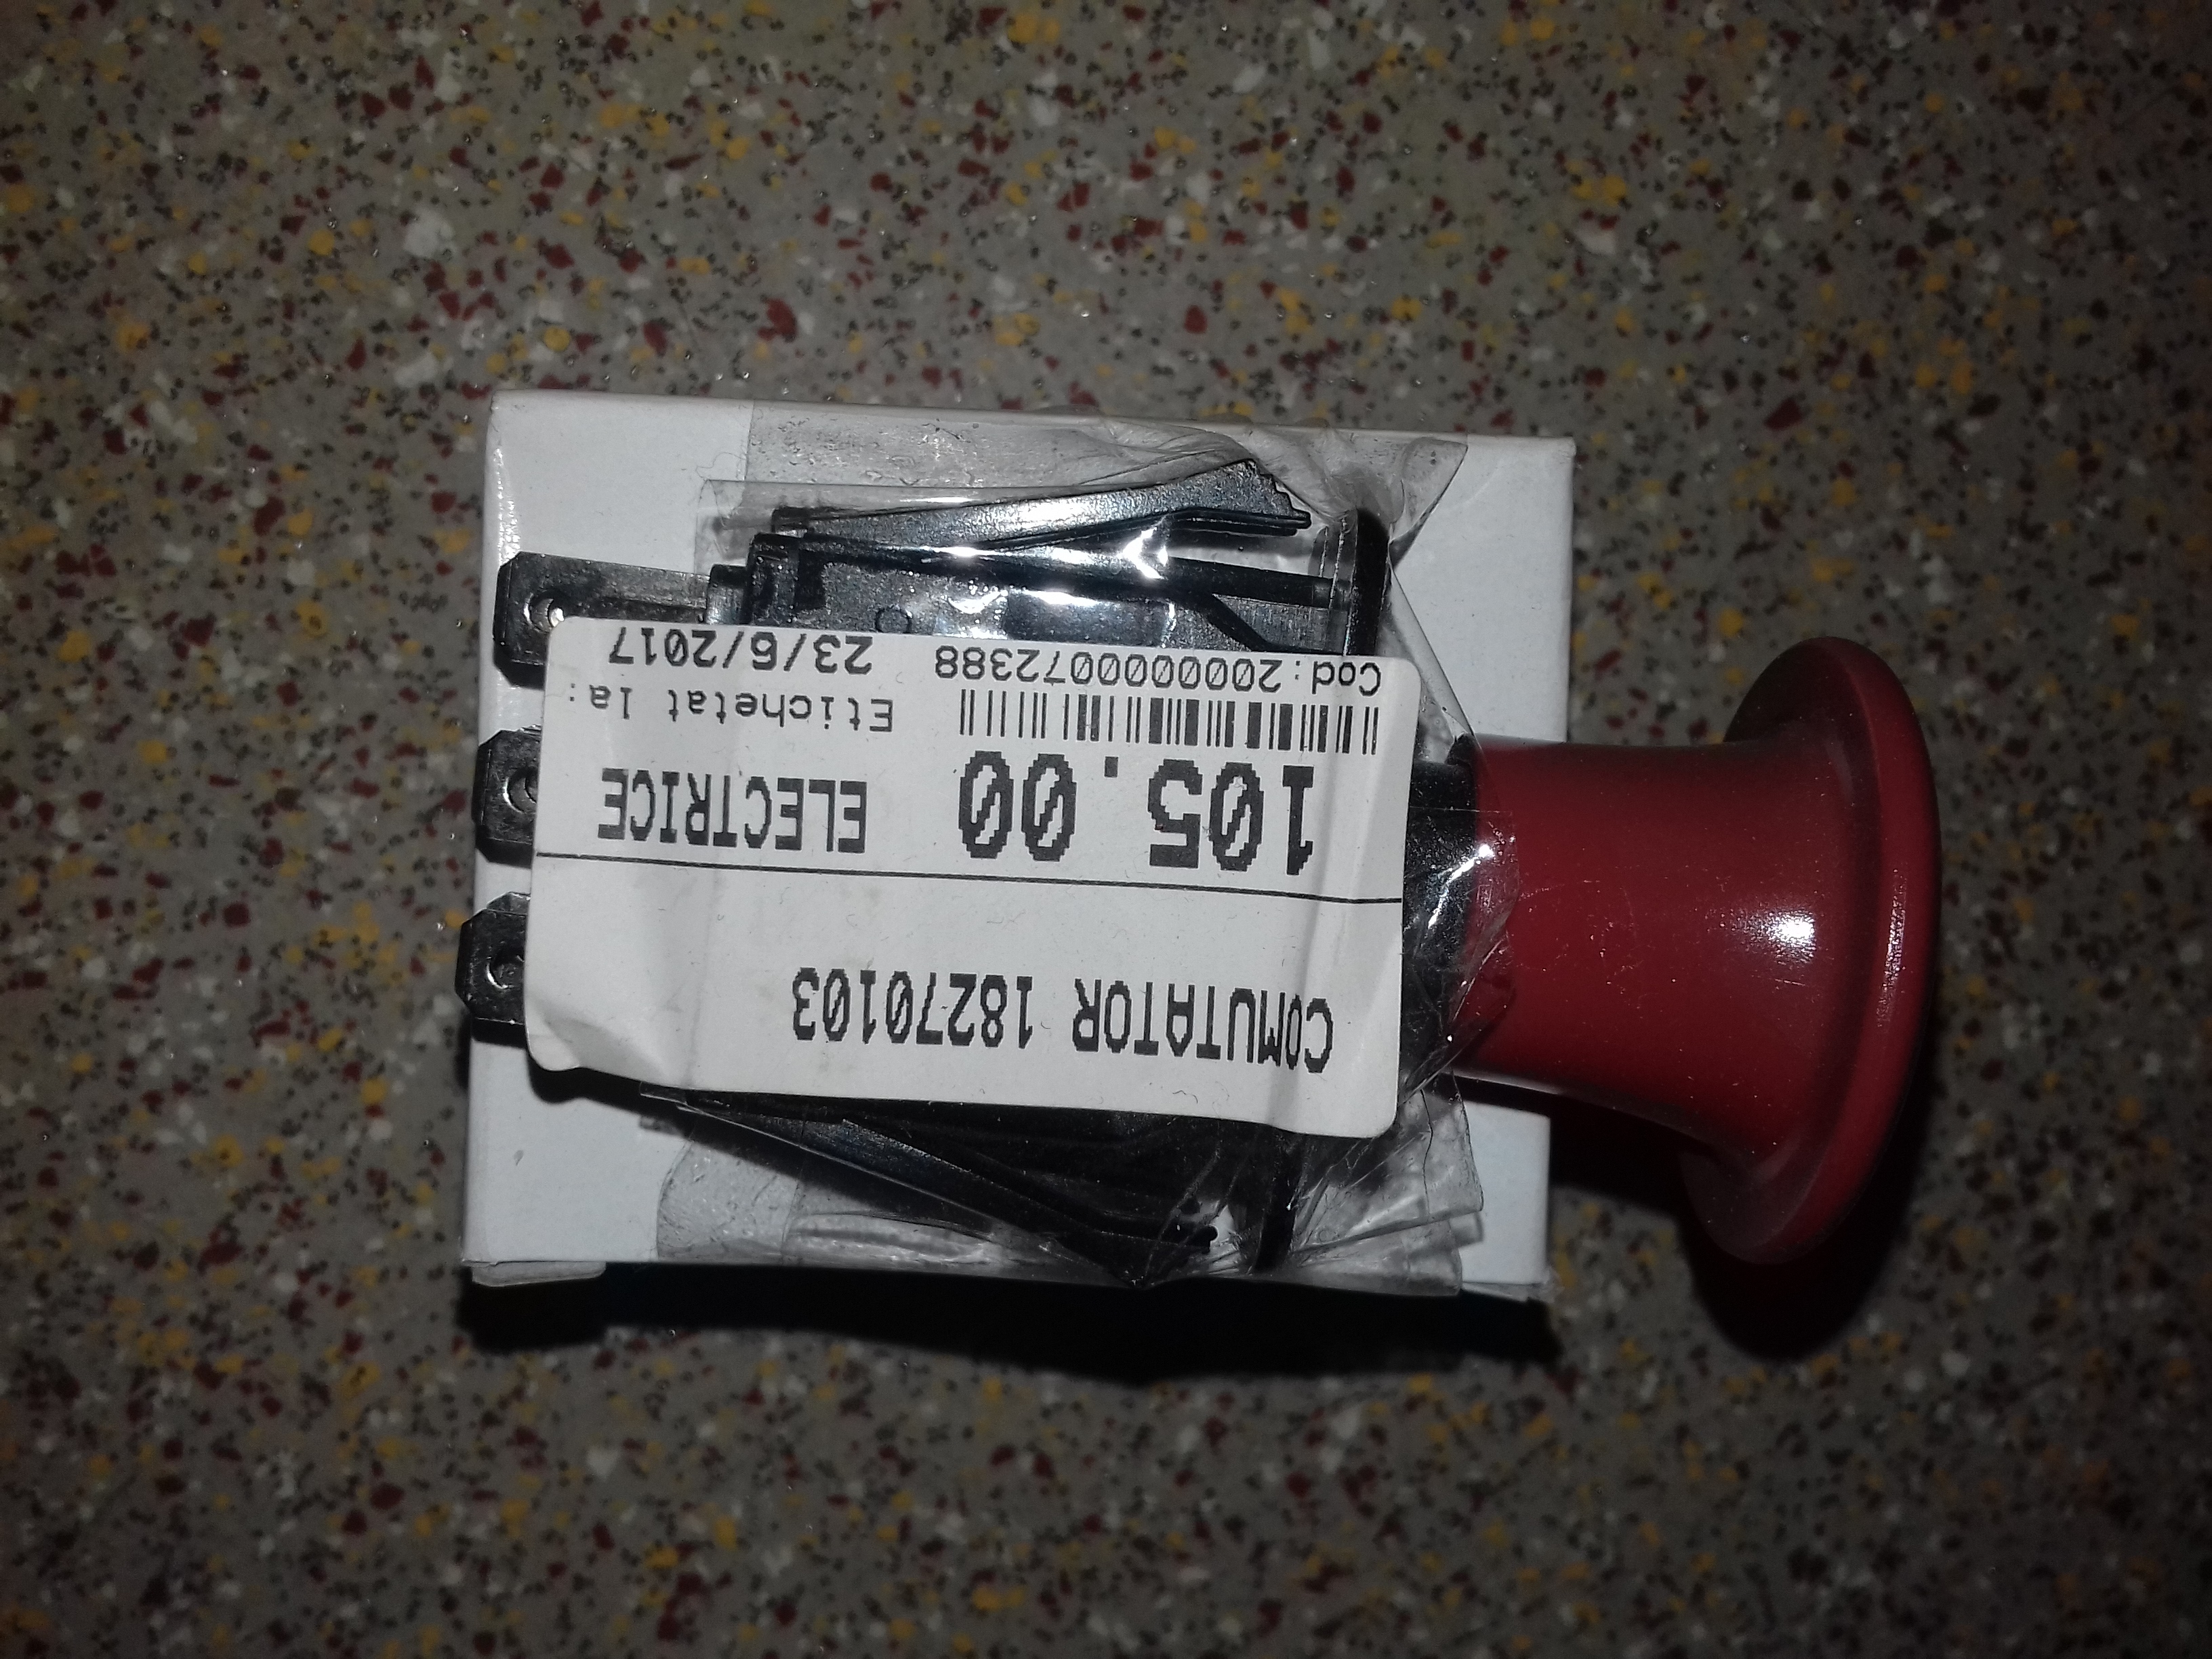 COMUTATOR 18270103
105.00 ELECTRICE
Etichetat la:
Cod:2000000072388 23/6/2017